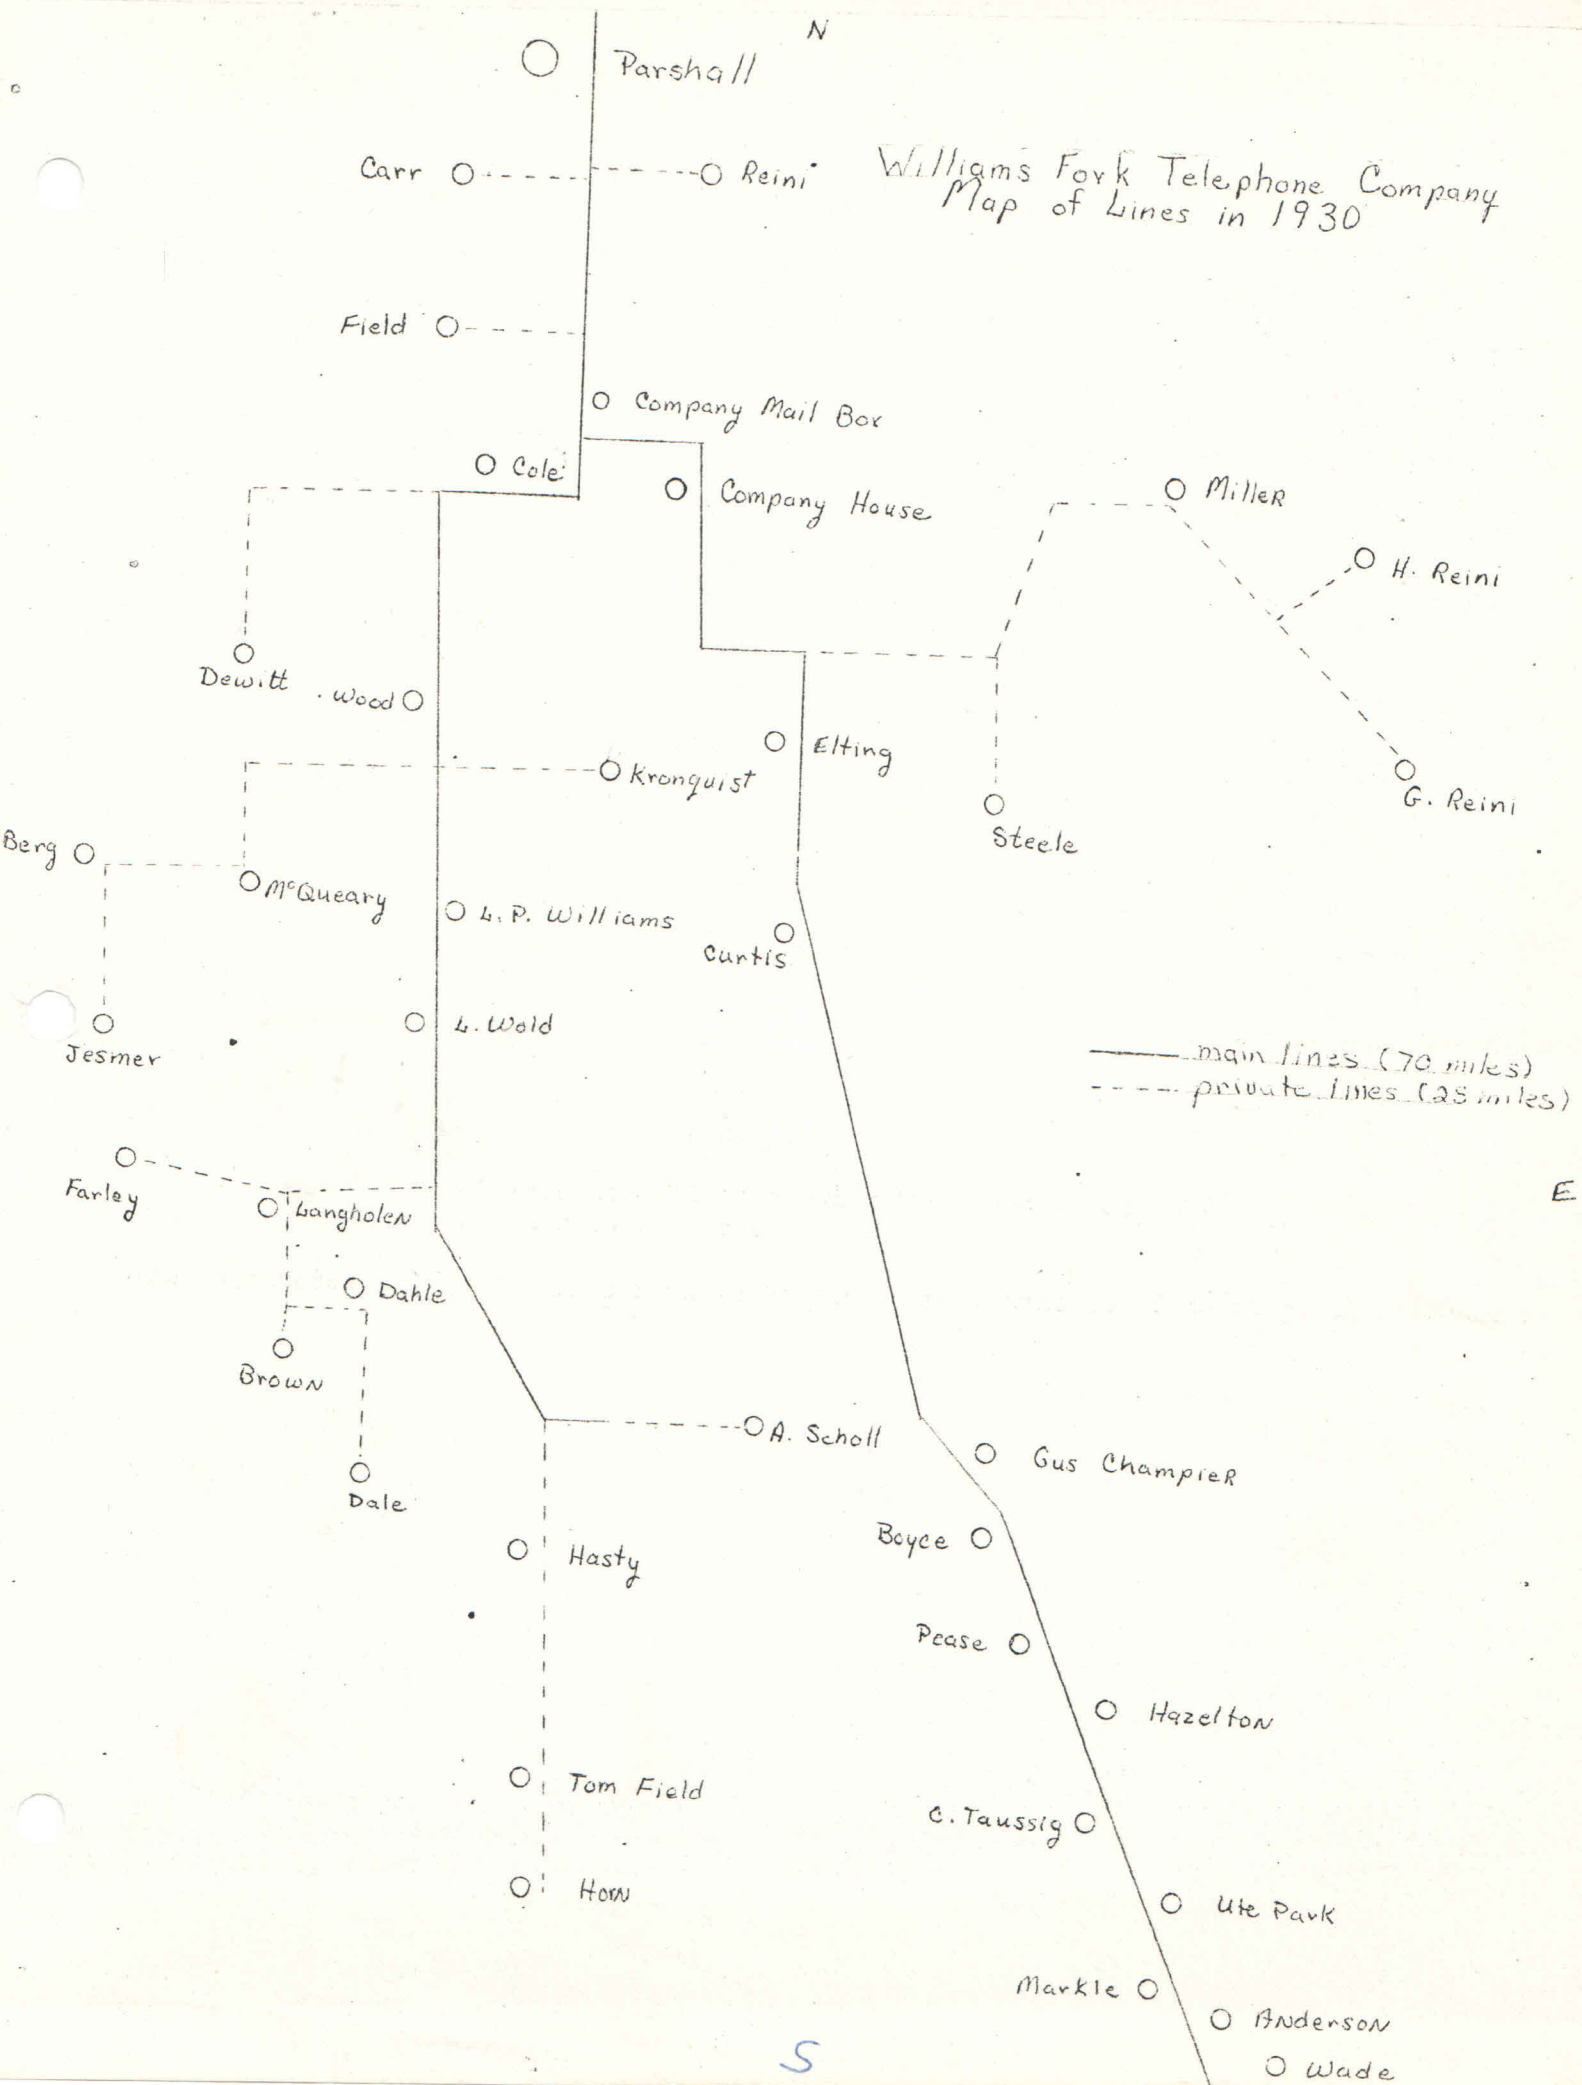 N
Parshall
Williams Fork Telephone Company
Map of Lines in 1930
Carr
Reini
Field
Company Mail Box
Cole
Company House
Miller
H. Reini
Dewitt
Wood
Elting
Kronquist
G. Reini
Steele
Berg
McQueary
L. P. Williams
Curtis
L. Wold
Jesmer
main lines (70 miles)
private lines (25 miles)
Farley
Langholen
E
Dahle
Brown
A. Scholl
Gus Champier
Dale
Boyce
Hasty
Pease
Hazelton
Tom Field
C. Taussig
Horn
Ute Park
Markle
Anderson
S
Wade